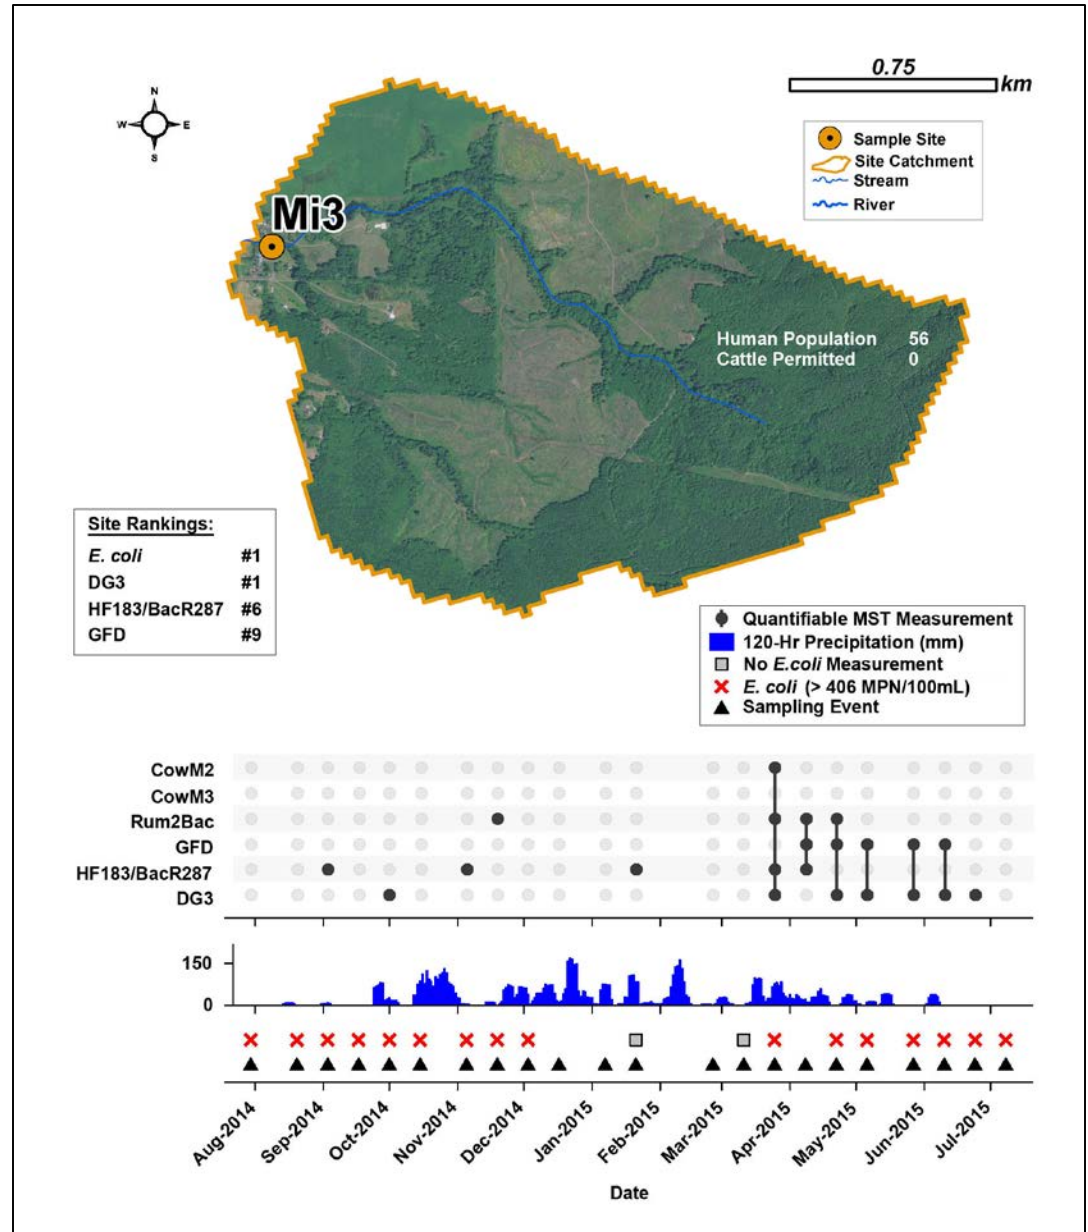 N
W E
S
0.75
km
Sample Site
Site Catchment
Stream
River
Mi3
Human Population 56
Cattle Permitted 0
Site Rankings:
E. coli #1
DG3 #1
HF183/BacR287 #6
GFD #9
Quantifiable MST Measurement
120-Hr Precipitation (mm)
No E.coli Measurement
E. coli (> 406 MPN/100mL)
Sampling Event
CowM2
CowM3
Rum2Bac
GFD
HF183/BacR287
DG3
150
0
Aug-2014
Sep-2014
Oct-2014
Nov-2014
Dec-2014
Jan-2015
Feb-2015
Mar-2015
Apr-2015
May-2015
Jun-2015
Jul-2015
Date